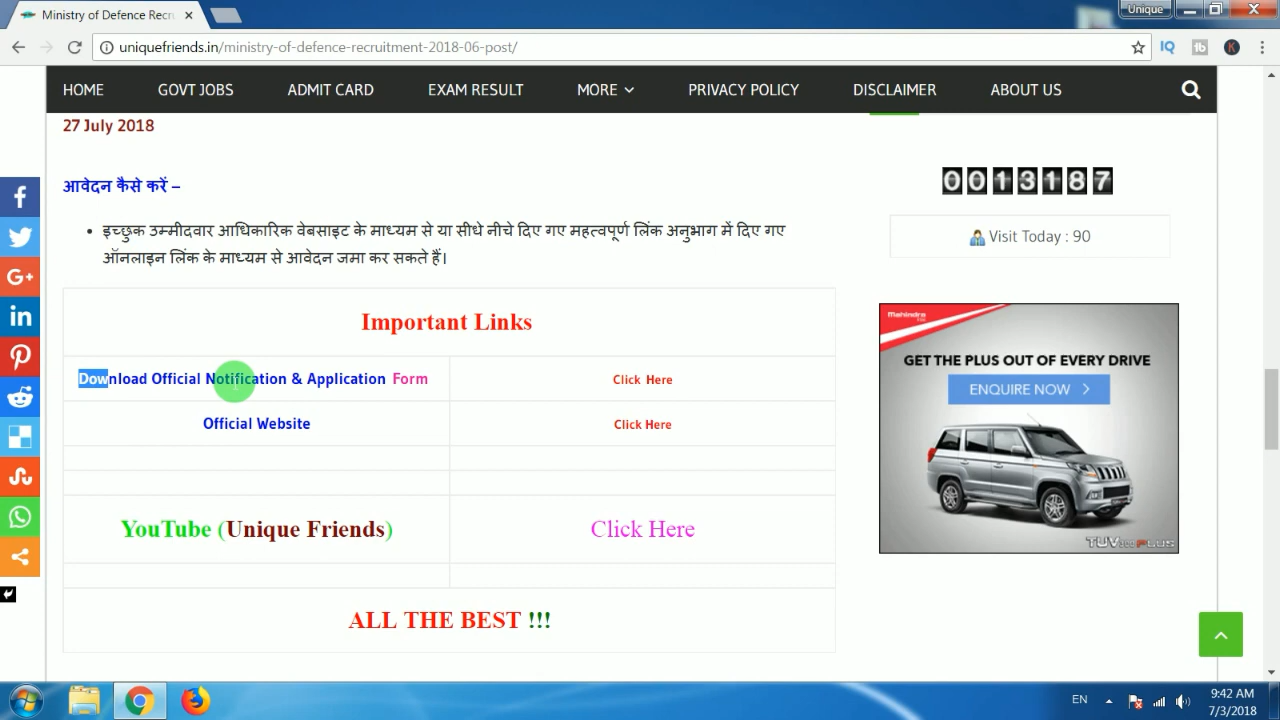 Ministry of Defence Recru
Unique
uniquefriends.in/ministry-of-defence-recruitment-2018-06-post/
HOME GOVT JOBS ADMIT CARD EXAM RESULT MORE PRIVACY POLICY DISCLAIMER ABOUT US
27 July 2018
0013187
आवेदन कैसे करें –
Visit Today : 90
इच्छुक उम्मीदवार आधिकारिक वेबसाइट के माध्यम से या सीधे नीचे दिए गए महत्वपूर्ण लिंक अनुभाग में दिए गए
ऑनलाइन लिंक के माध्यम से आवेदन जमा कर सकते हैं।
Important Links
Download Official Notification & Application Form Click Here
Official Website Click Here
YouTube (Unique Friends) Click Here
ALL THE BEST !!!
Mahindra
Rise
GET THE PLUS OUT OF EVERY DRIVE
ENQUIRE NOW
TUV300 PLUS
EN
9:42 AM
7/3/2018